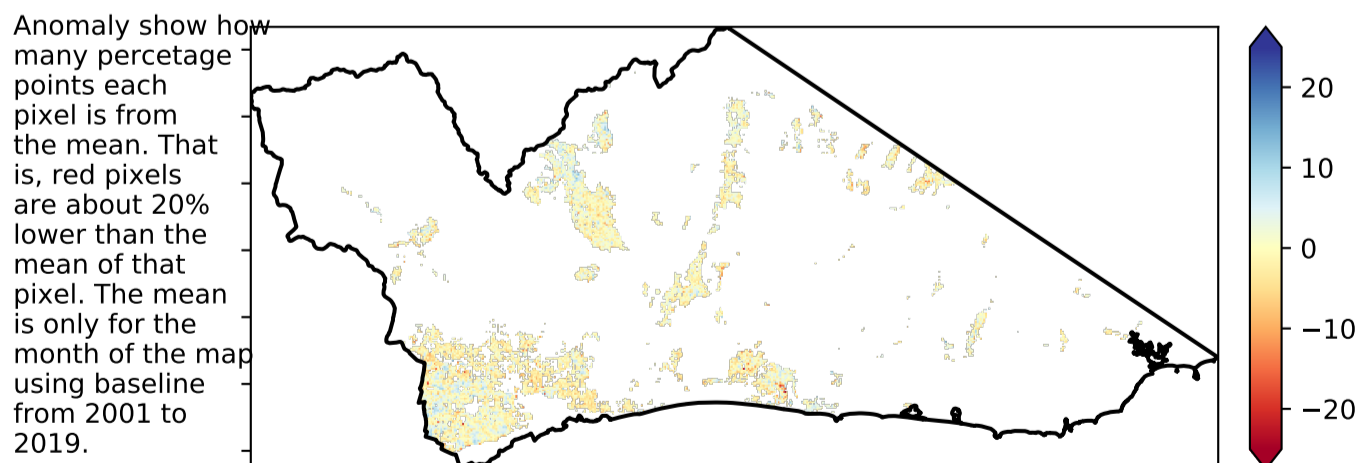 Anomaly show how
many percetage
points each
pixel is from
the mean. That
is, red pixels
are about 20%
lower than the
mean of that
pixel. The mean
is only for the
month of the map
using baseline
from 2001 to
2019.
20
10
0
−10
−20